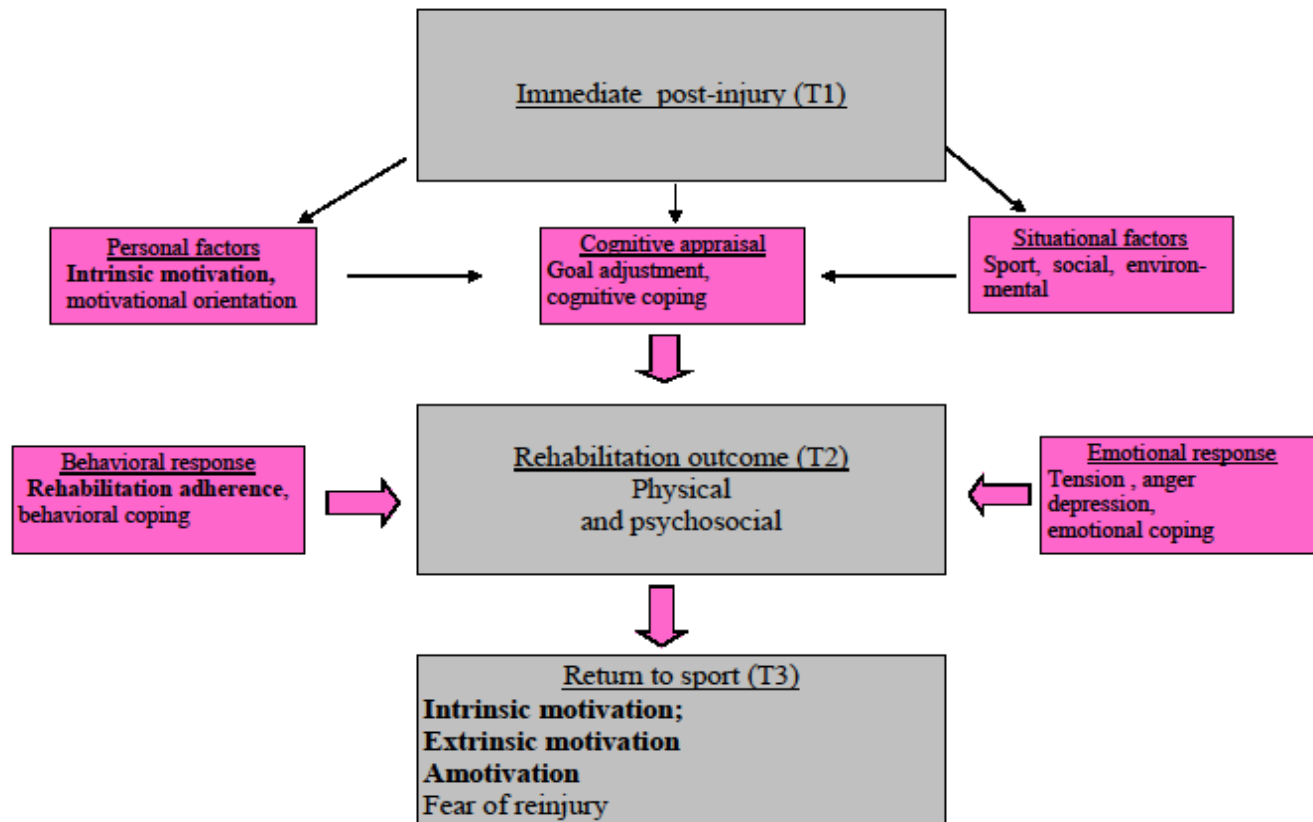 Immediate post-injury (T1)
Personal factors
Intrinsic motivation,
motivational orientation
Cognitive appraisal
Goal adjustment,
cognitive coping
Situational factors
Sport, social, environ-
mental
Behavioral response
Rehabilitation adherence,
behavioral coping
Rehabilitation outcome (T2)
Physical
and psychosocial
Emotional response
Tension , anger
depression,
emotional coping
Return to sport (T3)
Intrinsic motivation;
Extrinsic motivation
Amotivation
Fear of reinjury